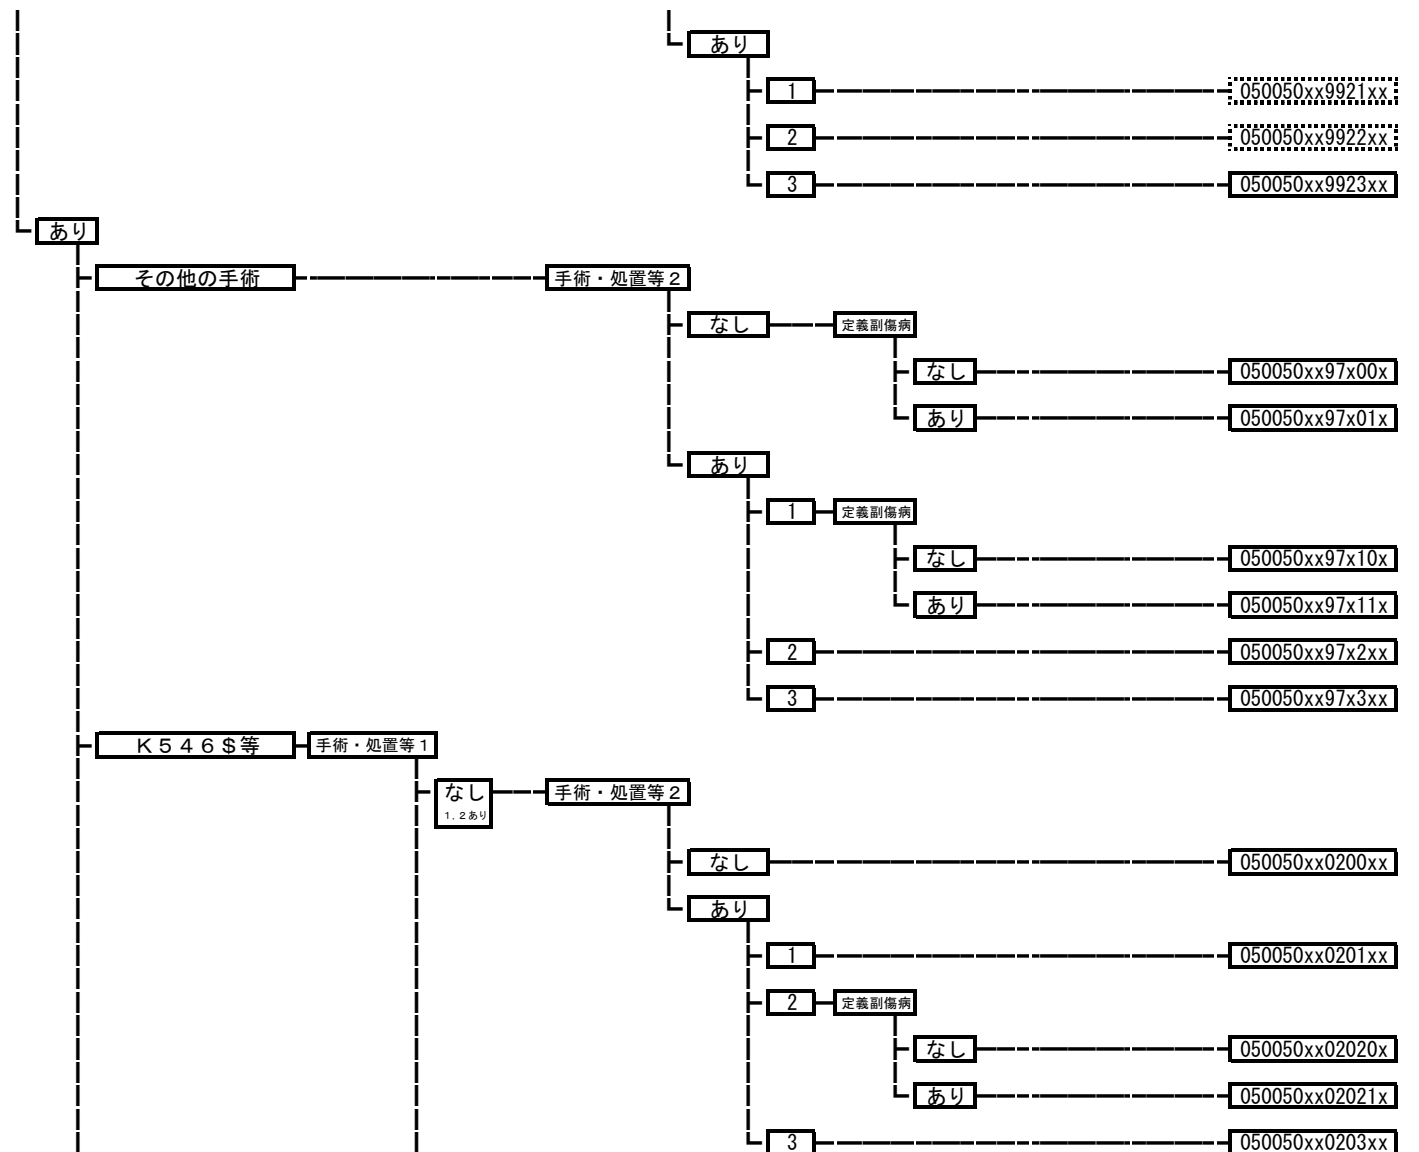 あり
1 050050xx9921xx
2 050050xx9922xx
3 050050xx9923xx
あり
その他の手術 手術・処置等２
なし 定義副傷病
なし 050050xx97x00x
あり 050050xx97x01x
あり
1 定義副傷病
なし 050050xx97x10x
あり 050050xx97x11x
2 050050xx97x2xx
3 050050xx97x3xx
Ｋ５４６＄等 手術・処置等１
なし 手術・処置等２
1,2あり
なし 050050xx0200xx
あり
1 050050xx0201xx
2 定義副傷病
なし 050050xx02020x
あり 050050xx02021x
3 050050xx0203xx